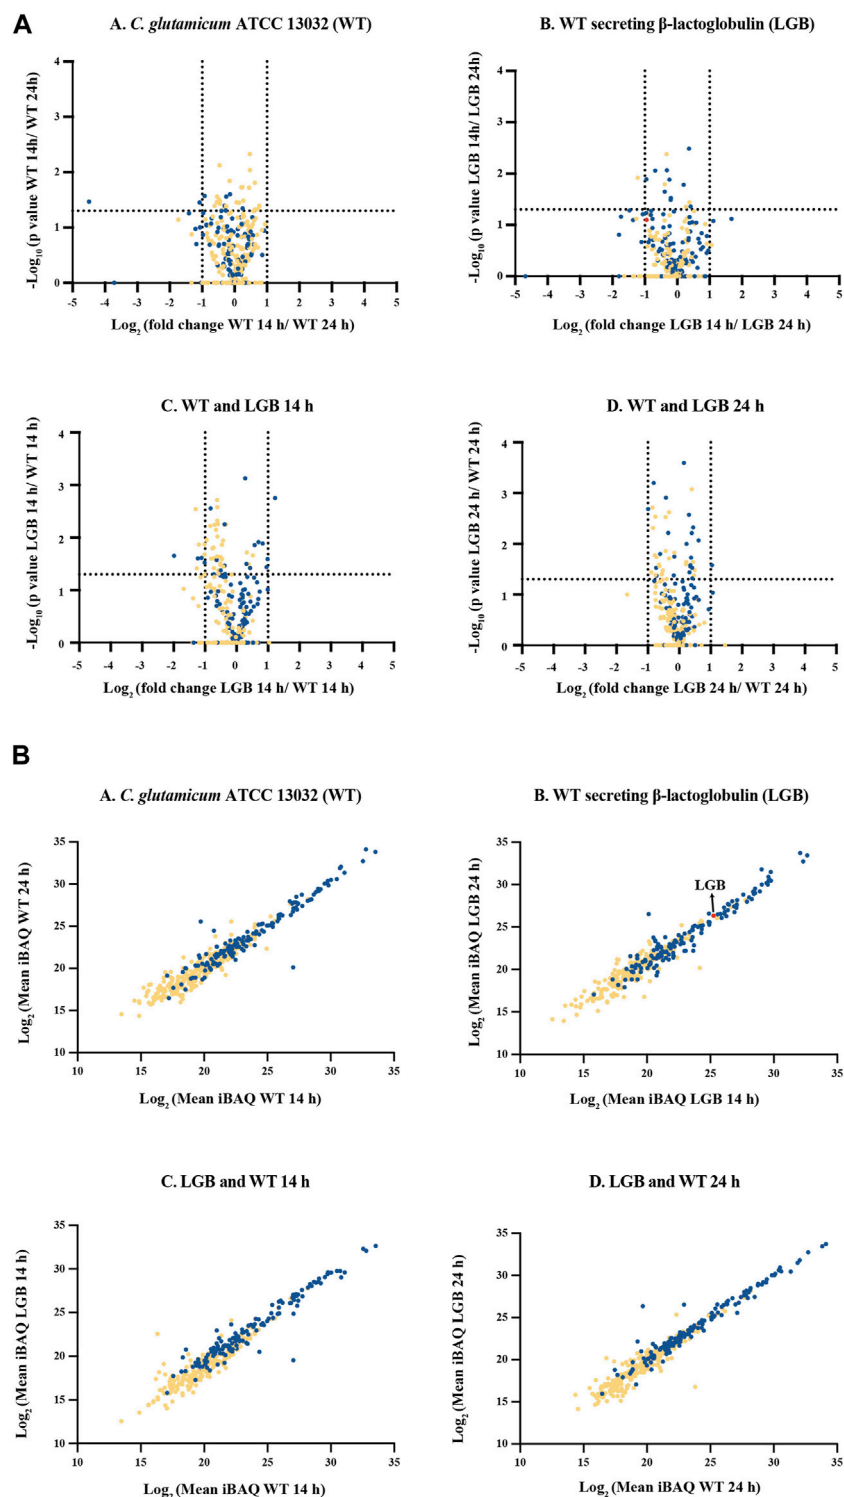 A
A. C. glutamicum ATCC 13032 (WT)
-Log10 (p value WT 14h/ WT 24h)
4
3
2
1
0
-5 -4 -3 -2 -1 0 1 2 3 4 5
Log2 (fold change WT 14 h/ WT 24 h)
B. WT secreting β-lactoglobulin (LGB)
-Log10 (p value LGB 14h/ LGB 24h)
4
3
2
1
0
-5 -4 -3 -2 -1 0 1 2 3 4 5
Log2 (fold change LGB 14 h/ LGB 24 h)
C. WT and LGB 14 h
-Log10 (p value LGB 14 h/ WT 14 h)
4
3
2
1
0
-5 -4 -3 -2 -1 0 1 2 3 4 5
Log2 (fold change LGB 14 h/ WT 14 h)
D. WT and LGB 24 h
-Log10 (p value LGB 24 h/ WT 24 h)
4
3
2
1
0
-5 -4 -3 -2 -1 0 1 2 3 4 5
Log2 (fold change LGB 24 h/ WT 24 h)
B
A. C. glutamicum ATCC 13032 (WT)
Log2 (Mean iBAQ WT 24 h)
35
30
25
20
15
10
10 15 20 25 30 35
Log2 (Mean iBAQ WT 14 h)
B. WT secreting β-lactoglobulin (LGB)
Log2 (Mean iBAQ LGB 24 h)
35
30
25
20
15
10
LGB
10 15 20 25 30 35
Log2 (Mean iBAQ LGB 14 h)
C. LGB and WT 14 h
Log2 (Mean iBAQ LGB 14 h)
35
30
25
20
15
10
10 15 20 25 30 35
Log2 (Mean iBAQ WT 14 h)
D. LGB and WT 24 h
Log2 (Mean iBAQ LGB 24 h)
35
30
25
20
15
10
10 15 20 25 30 35
Log2 (Mean iBAQ WT 24 h)